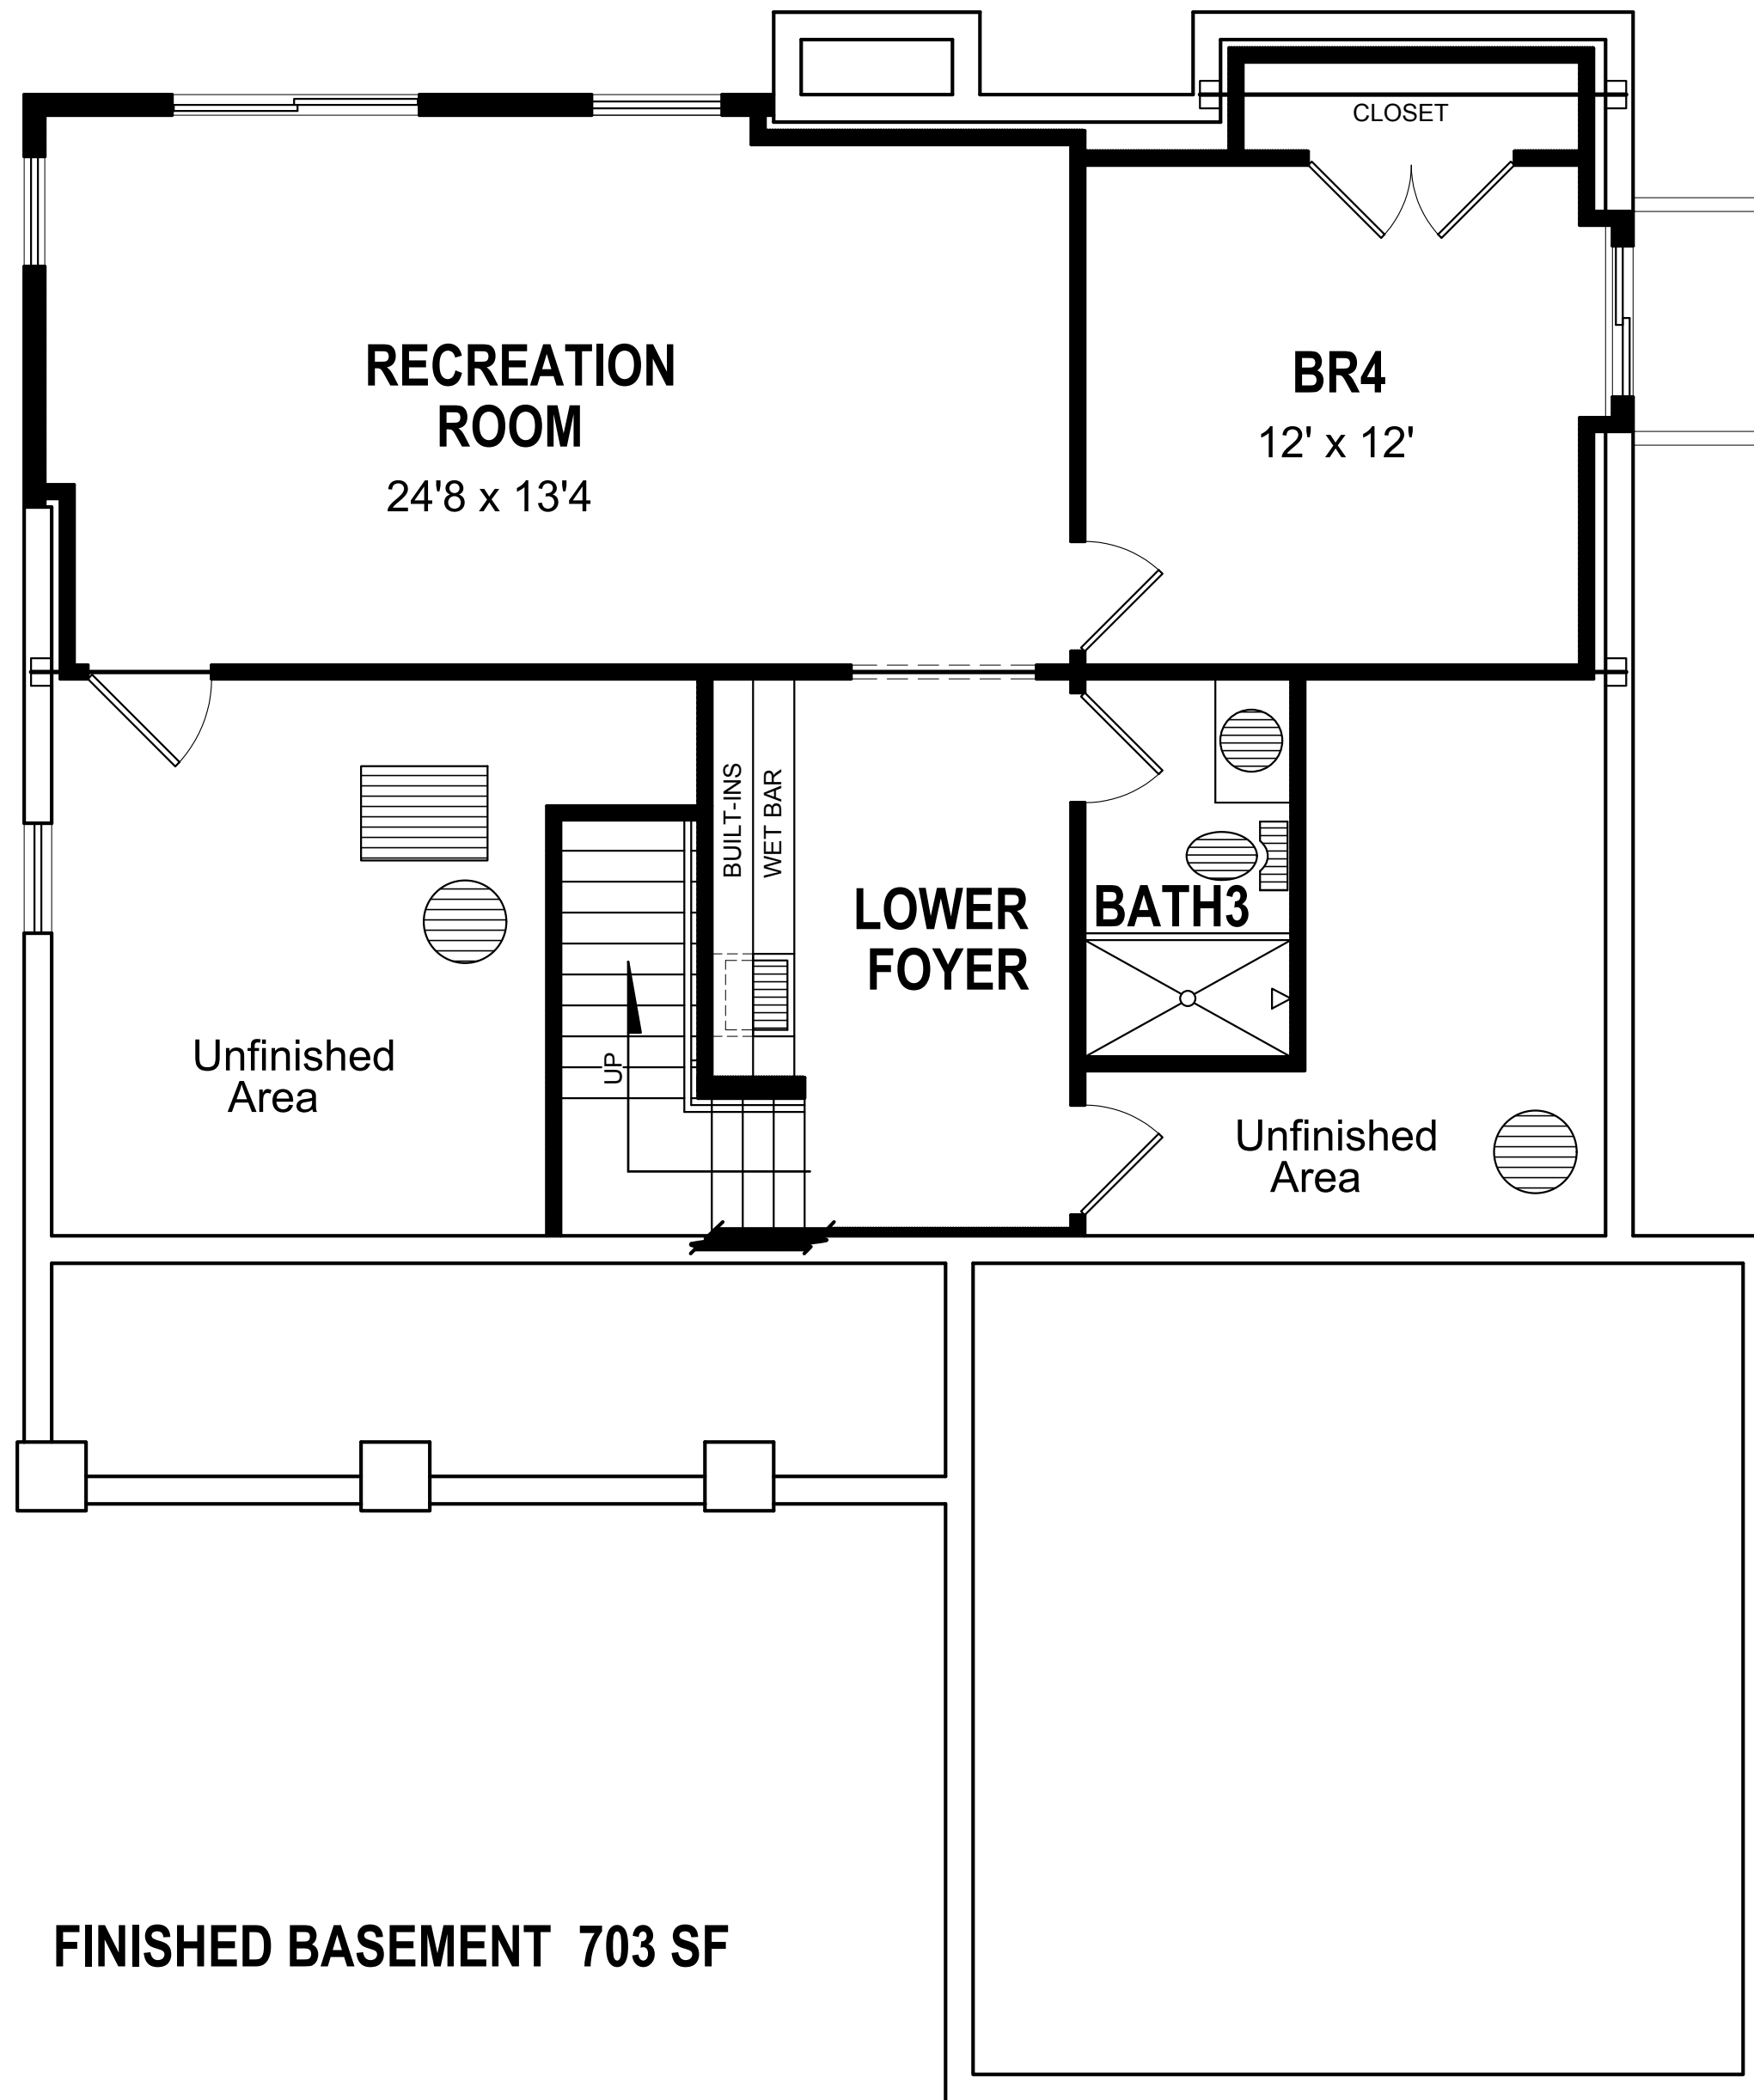 CLOSET
RECREATION
ROOM
24'8 x 13'4
BR4
12' x 12'
BUILT-INS
WET BAR
LOWER
FOYER
BATH3
Unfinished
Area
UP
Unfinished
Area
FINISHED BASEMENT 703 SF